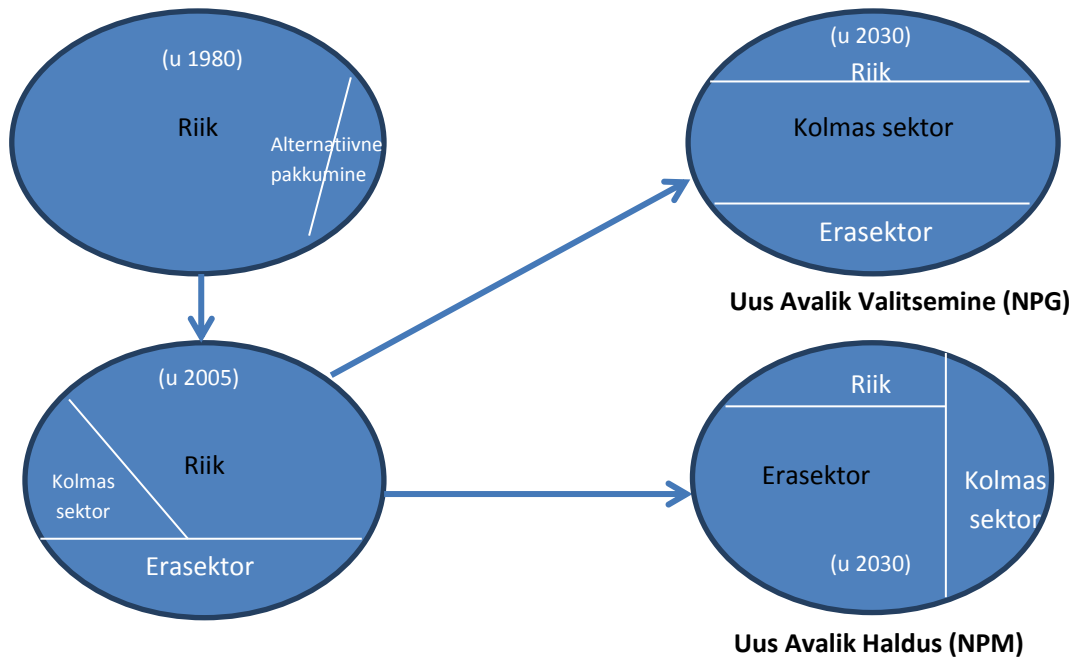 (u 1980)
Riik
Alternatiivne
pakkumine
(u 2030)
Riik
Kolmas sektor
Erasektor
Uus Avalik Valitsemine (NPG)
(u 2005)
Riik
Kolmas
sektor
Erasektor
Riik
Erasektor
Kolmas
sektor
(u 2030)
Uus Avalik Haldus (NPM)